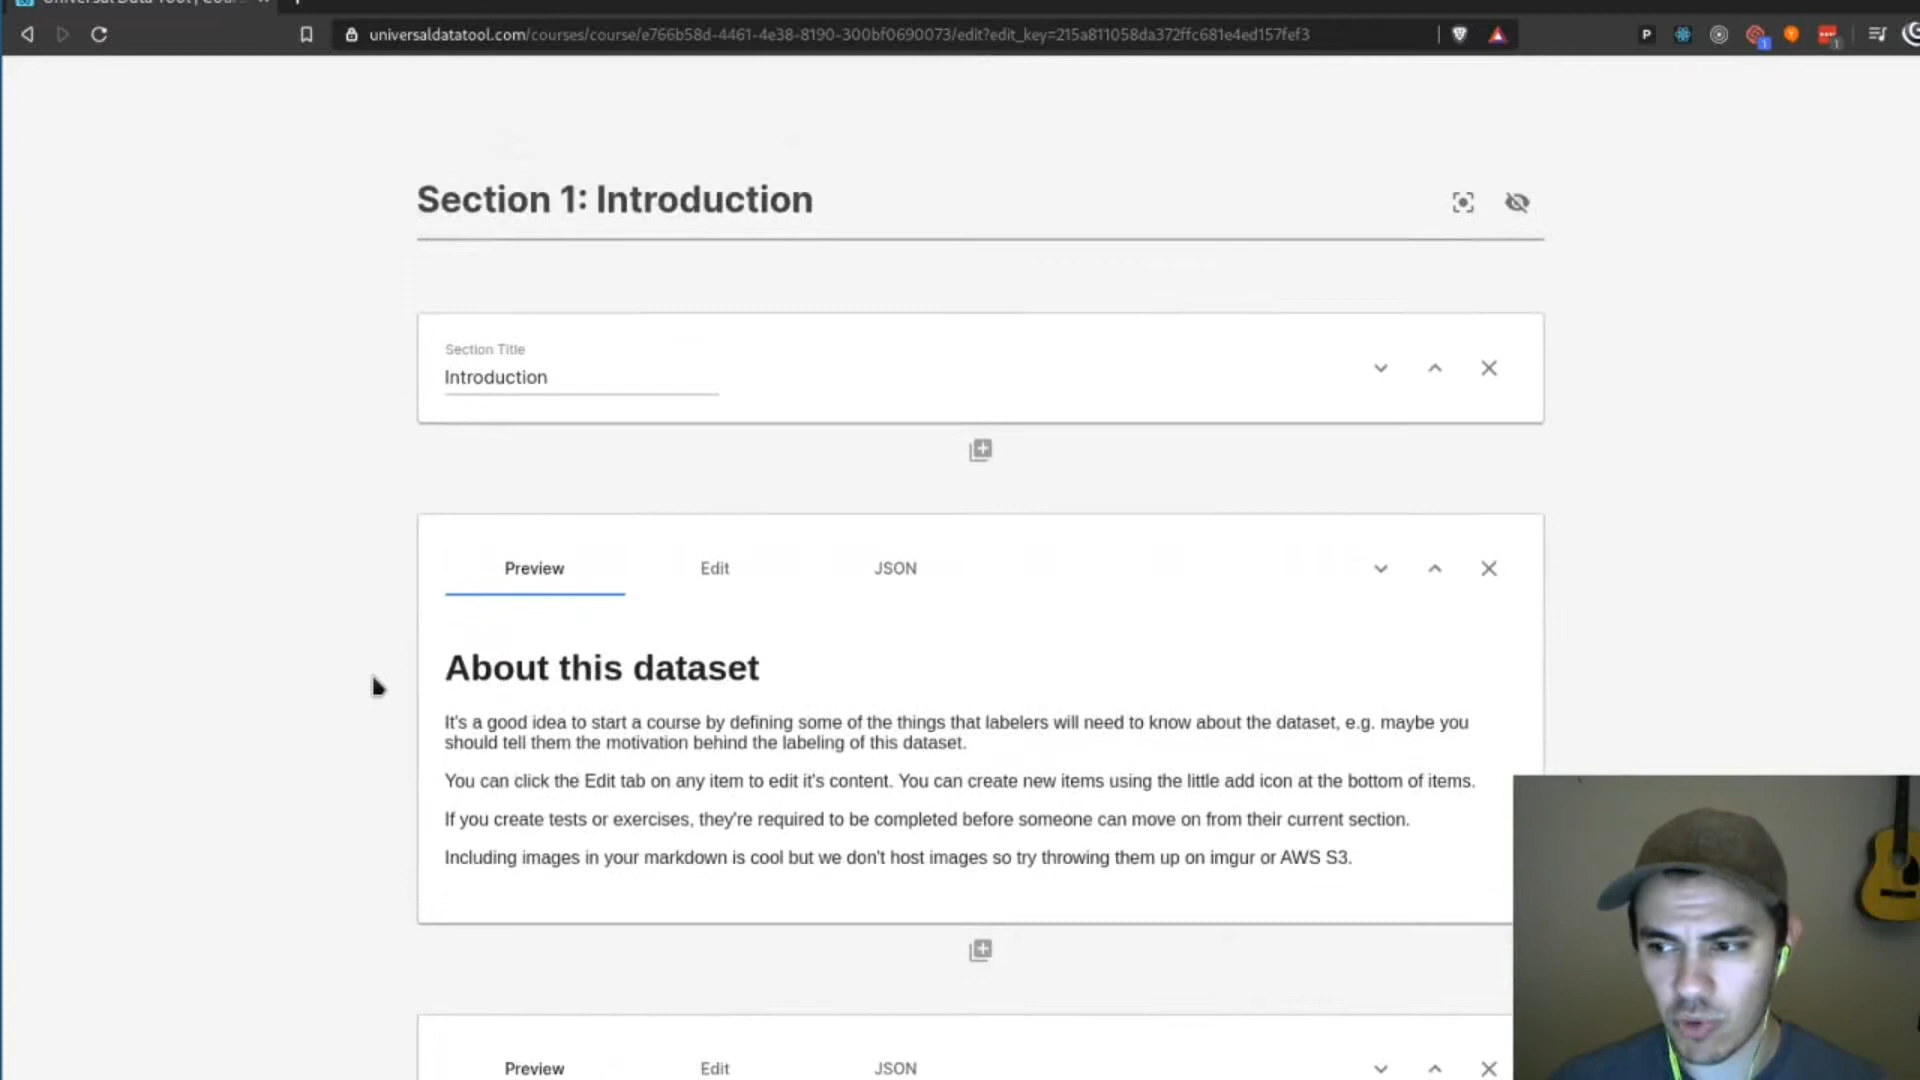 universaldatatool.com/courses/course/e766b58d-4461-4e38-8190-300bf0690073/edit?edit_key=215a811058da372ffc681e4ed157fef3
P
1
1
Section 1: Introduction
Section Title
Introduction
Preview
Edit
JSON
About this dataset
It's a good idea to start a course by defining some of the things that labelers will need to know about the dataset, e.g. maybe you
should tell them the motivation behind the labeling of this dataset.
You can click the Edit tab on any item to edit it's content. You can create new items using the little add icon at the bottom of items.
If you create tests or exercises, they're required to be completed before someone can move on from their current section.
Including images in your markdown is cool but we don't host images so try throwing them up on imgur or AWS S3.
Preview
Edit
JSON